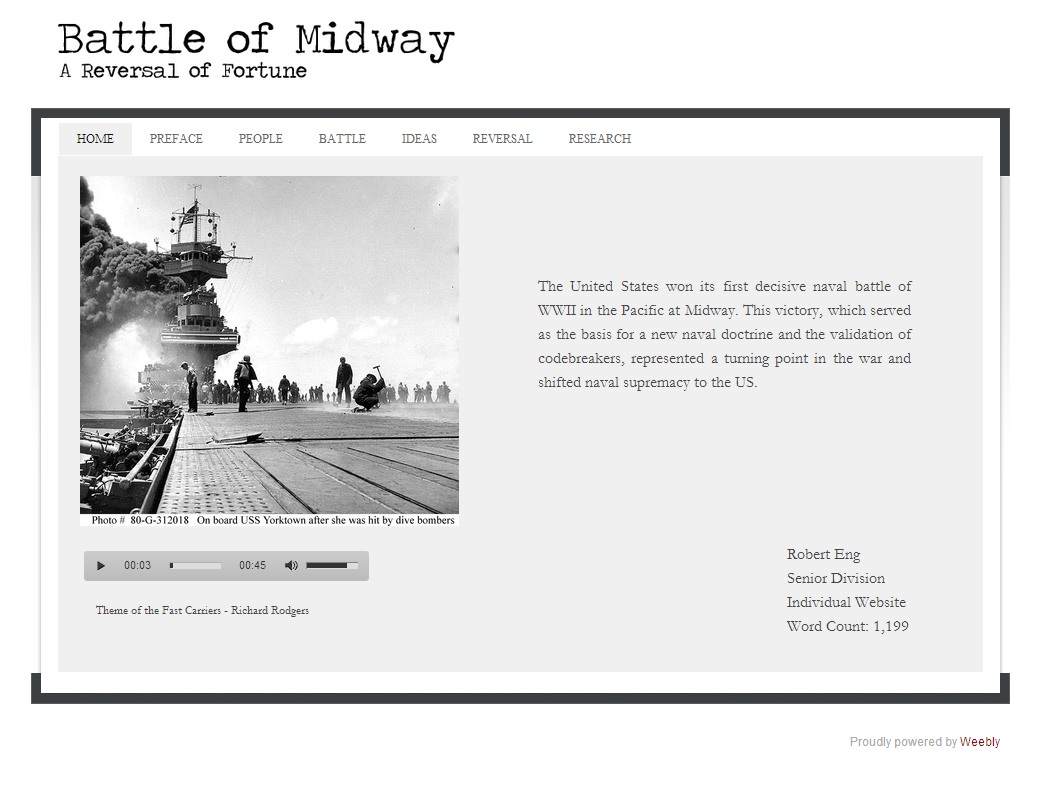 Battle of Midway
A Reversal of Fortune
HOME PREFACE PEOPLE BATTLE IDEAS REVERSAL RESEARCH
The United States won its first decisive naval battle of
WWII in the Pacific at Midway. This victory, which served
as the basis for a new naval doctrine and the validation of
codebreakers, represented a turning point in the war and
shifted naval supremacy to the US.
Photo # 80-G-312018 On board USS Yorktown after she was hit by dive bombers
00:03 00:45
Theme of the Fast Carriers - Richard Rodgers
Robert Eng
Senior Division
Individual Website
Word Count: 1,199
Proudly powered by Weebly